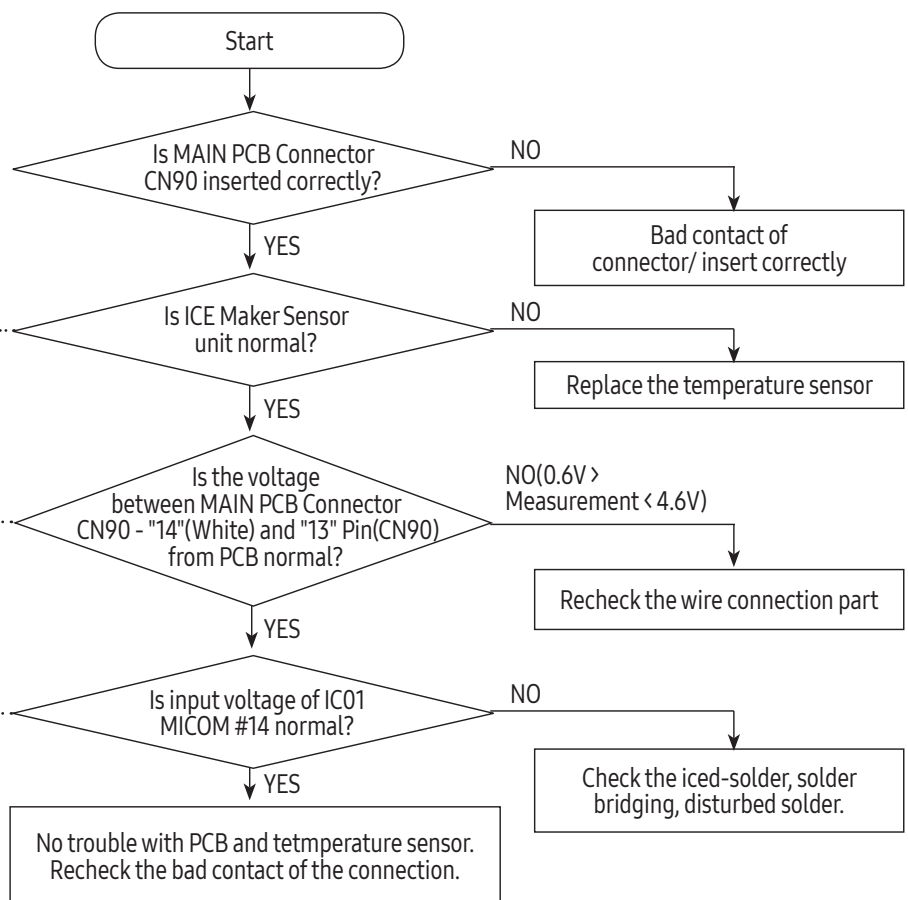 Start
Is MAIN PCB Connector
CN90 inserted correctly?
NO
Bad contact of
connector/ insert correctly
YES
Is ICE Maker Sensor
unit normal?
NO
Replace the temperature sensor
YES
Is the voltage
between MAIN PCB Connector
CN90 - "14"(White) and "13" Pin(CN90)
from PCB normal?
NO(0.6V >
Measurement < 4.6V)
Recheck the wire connection part
YES
Is input voltage of IC01
MICOM #14 normal?
NO
Check the iced-solder, solder
bridging, disturbed solder.
YES
No trouble with PCB and tetmperature sensor.
Recheck the bad contact of the connection.